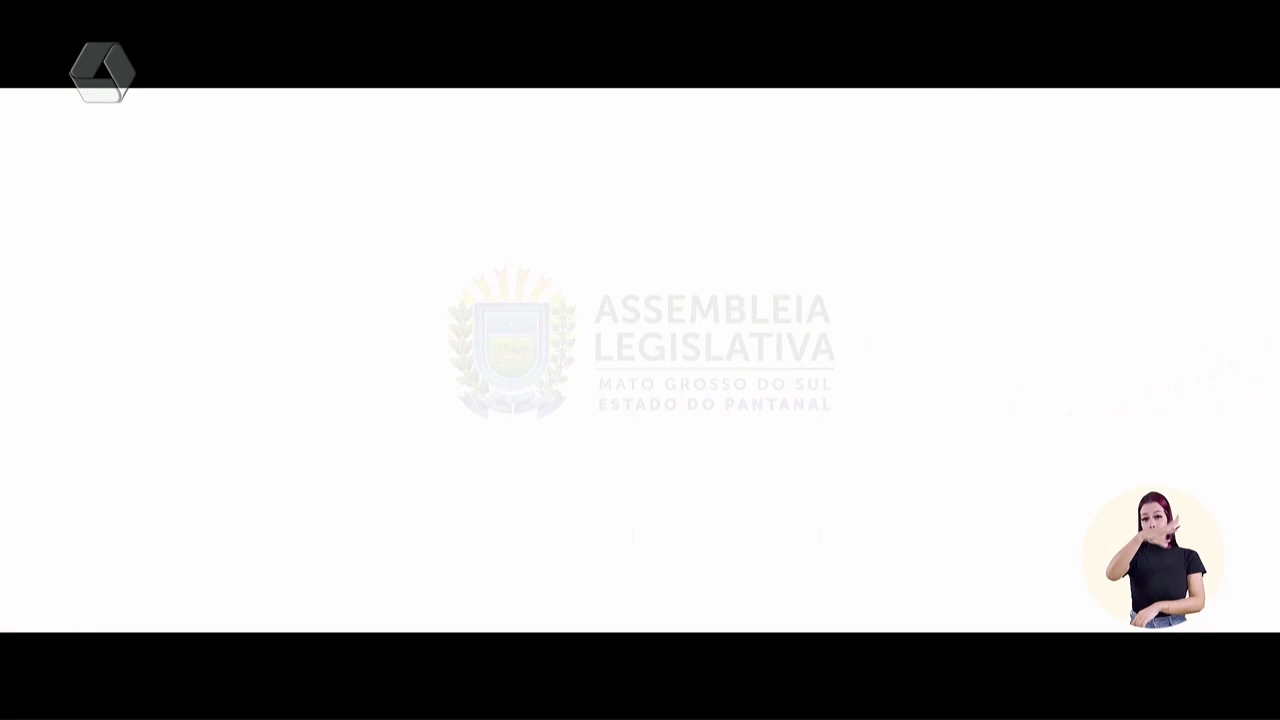 ASSEMBLEIA
LEGISLATIVA
MATO GROSSO DO SUL
ESTADO DO PANTANAL